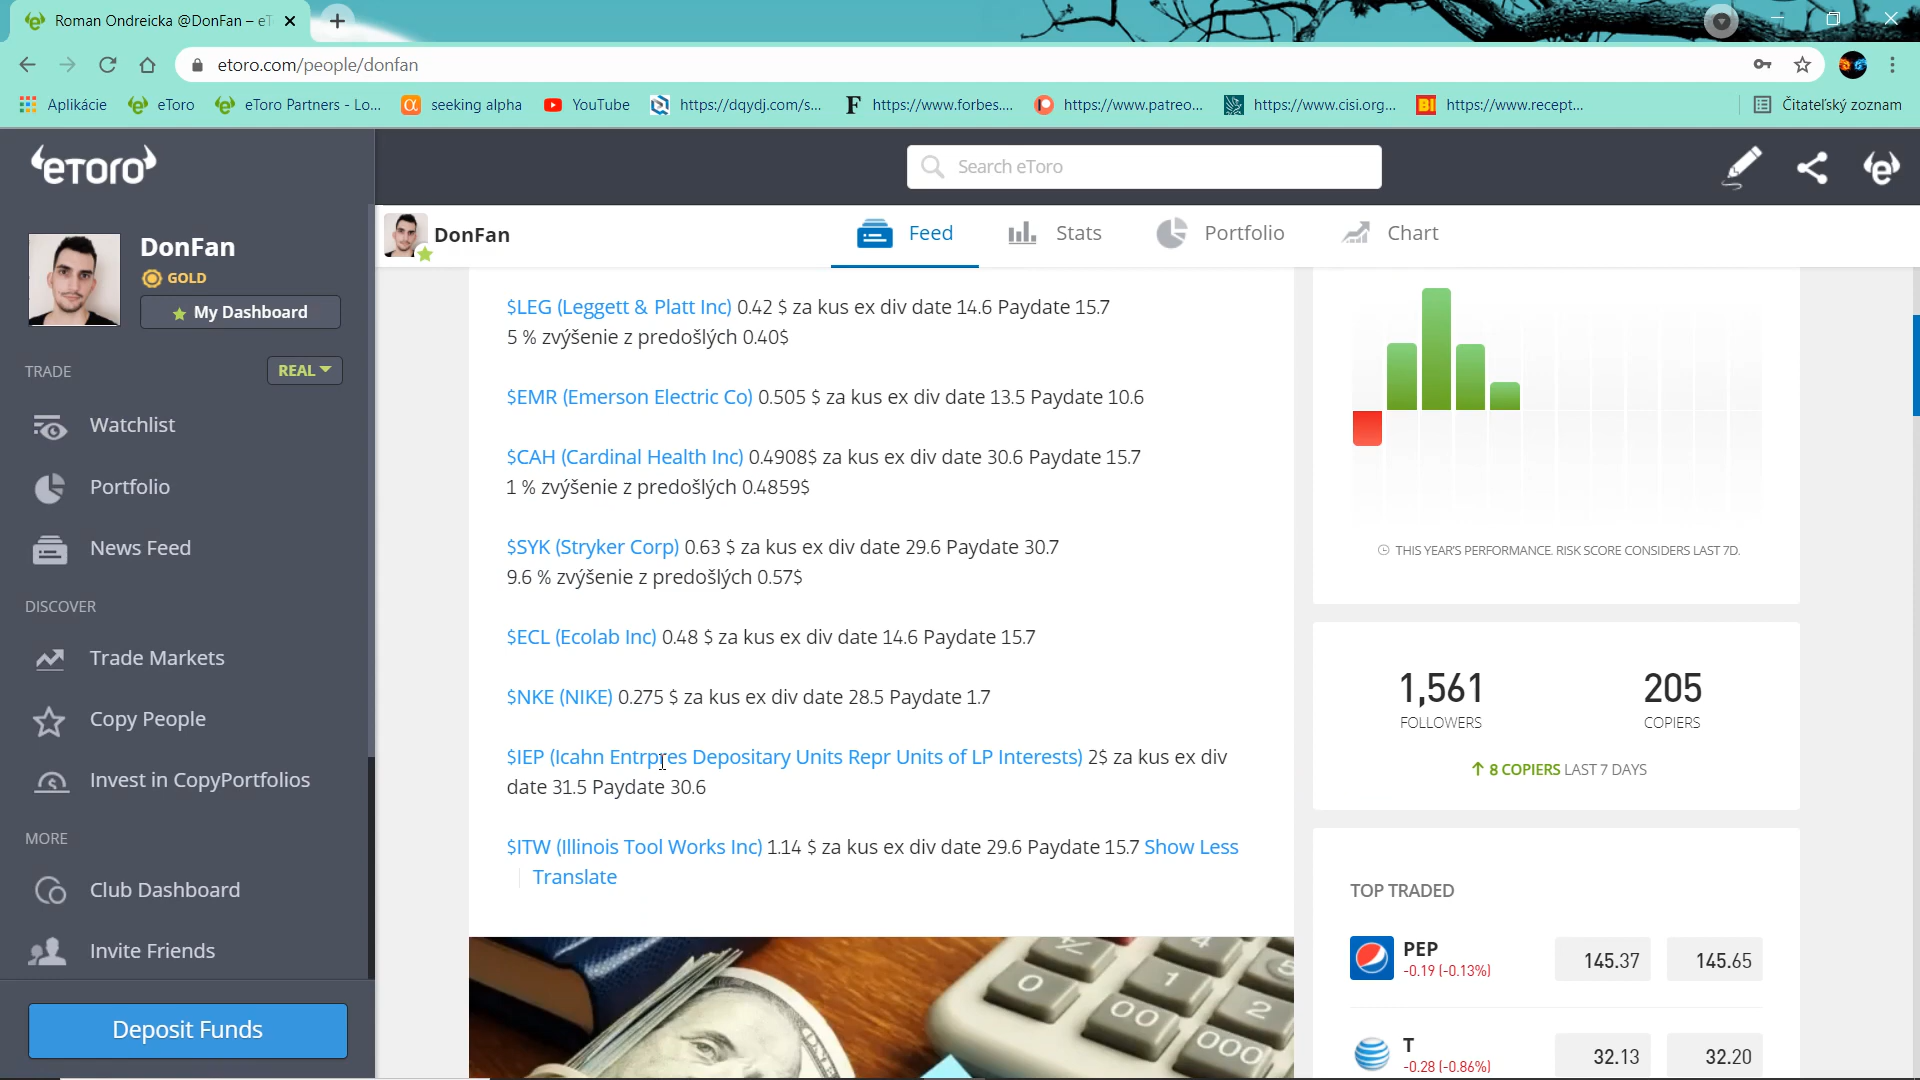 Roman Ondreicka @DonFan – eT
etoro.com/people/donfan
Aplikácie
eToro
eToro Partners - Lo...
seeking alpha
YouTube
https://dqydj.com/s...
https://www.forbes....
https://www.patreo...
https://www.cisi.org...
https://www.recept...
Čitateľský zoznam
eToro
Search eToro
DonFan
GOLD
My Dashboard
TRADE
REAL
Watchlist
Portfolio
News Feed
DISCOVER
Trade Markets
Copy People
Invest in CopyPortfolios
MORE
Club Dashboard
Invite Friends
Deposit Funds
DonFan
Feed
Stats
Portfolio
Chart
$LEG (Leggett & Platt Inc) 0.42 $ za kus ex div date 14.6 Paydate 15.7
5 % zvýšenie z predošlých 0.40$
$EMR (Emerson Electric Co) 0.505 $ za kus ex div date 13.5 Paydate 10.6
$CAH (Cardinal Health Inc) 0.4908$ za kus ex div date 30.6 Paydate 15.7
1 % zvýšenie z predošlých 0.4859$
$SYK (Stryker Corp) 0.63 $ za kus ex div date 29.6 Paydate 30.7
9.6 % zvýšenie z predošlých 0.57$
$ECL (Ecolab Inc) 0.48 $ za kus ex div date 14.6 Paydate 15.7
$NKE (NIKE) 0.275 $ za kus ex div date 28.5 Paydate 1.7
$IEP (Icahn Entrpres Depositary Units Repr Units of LP Interests) 2$ za kus ex div
date 31.5 Paydate 30.6
$ITW (Illinois Tool Works Inc) 1.14 $ za kus ex div date 29.6 Paydate 15.7 Show Less
Translate
0
1
2
00
000
THIS YEAR'S PERFORMANCE. RISK SCORE CONSIDERS LAST 7D.
1,561
FOLLOWERS
205
COPIERS
8 COPIERS LAST 7 DAYS
TOP TRADED
PEP
-0.19 (-0.13%)
145.37
145.65
T
-0.28 (-0.86%)
32.13
32.20